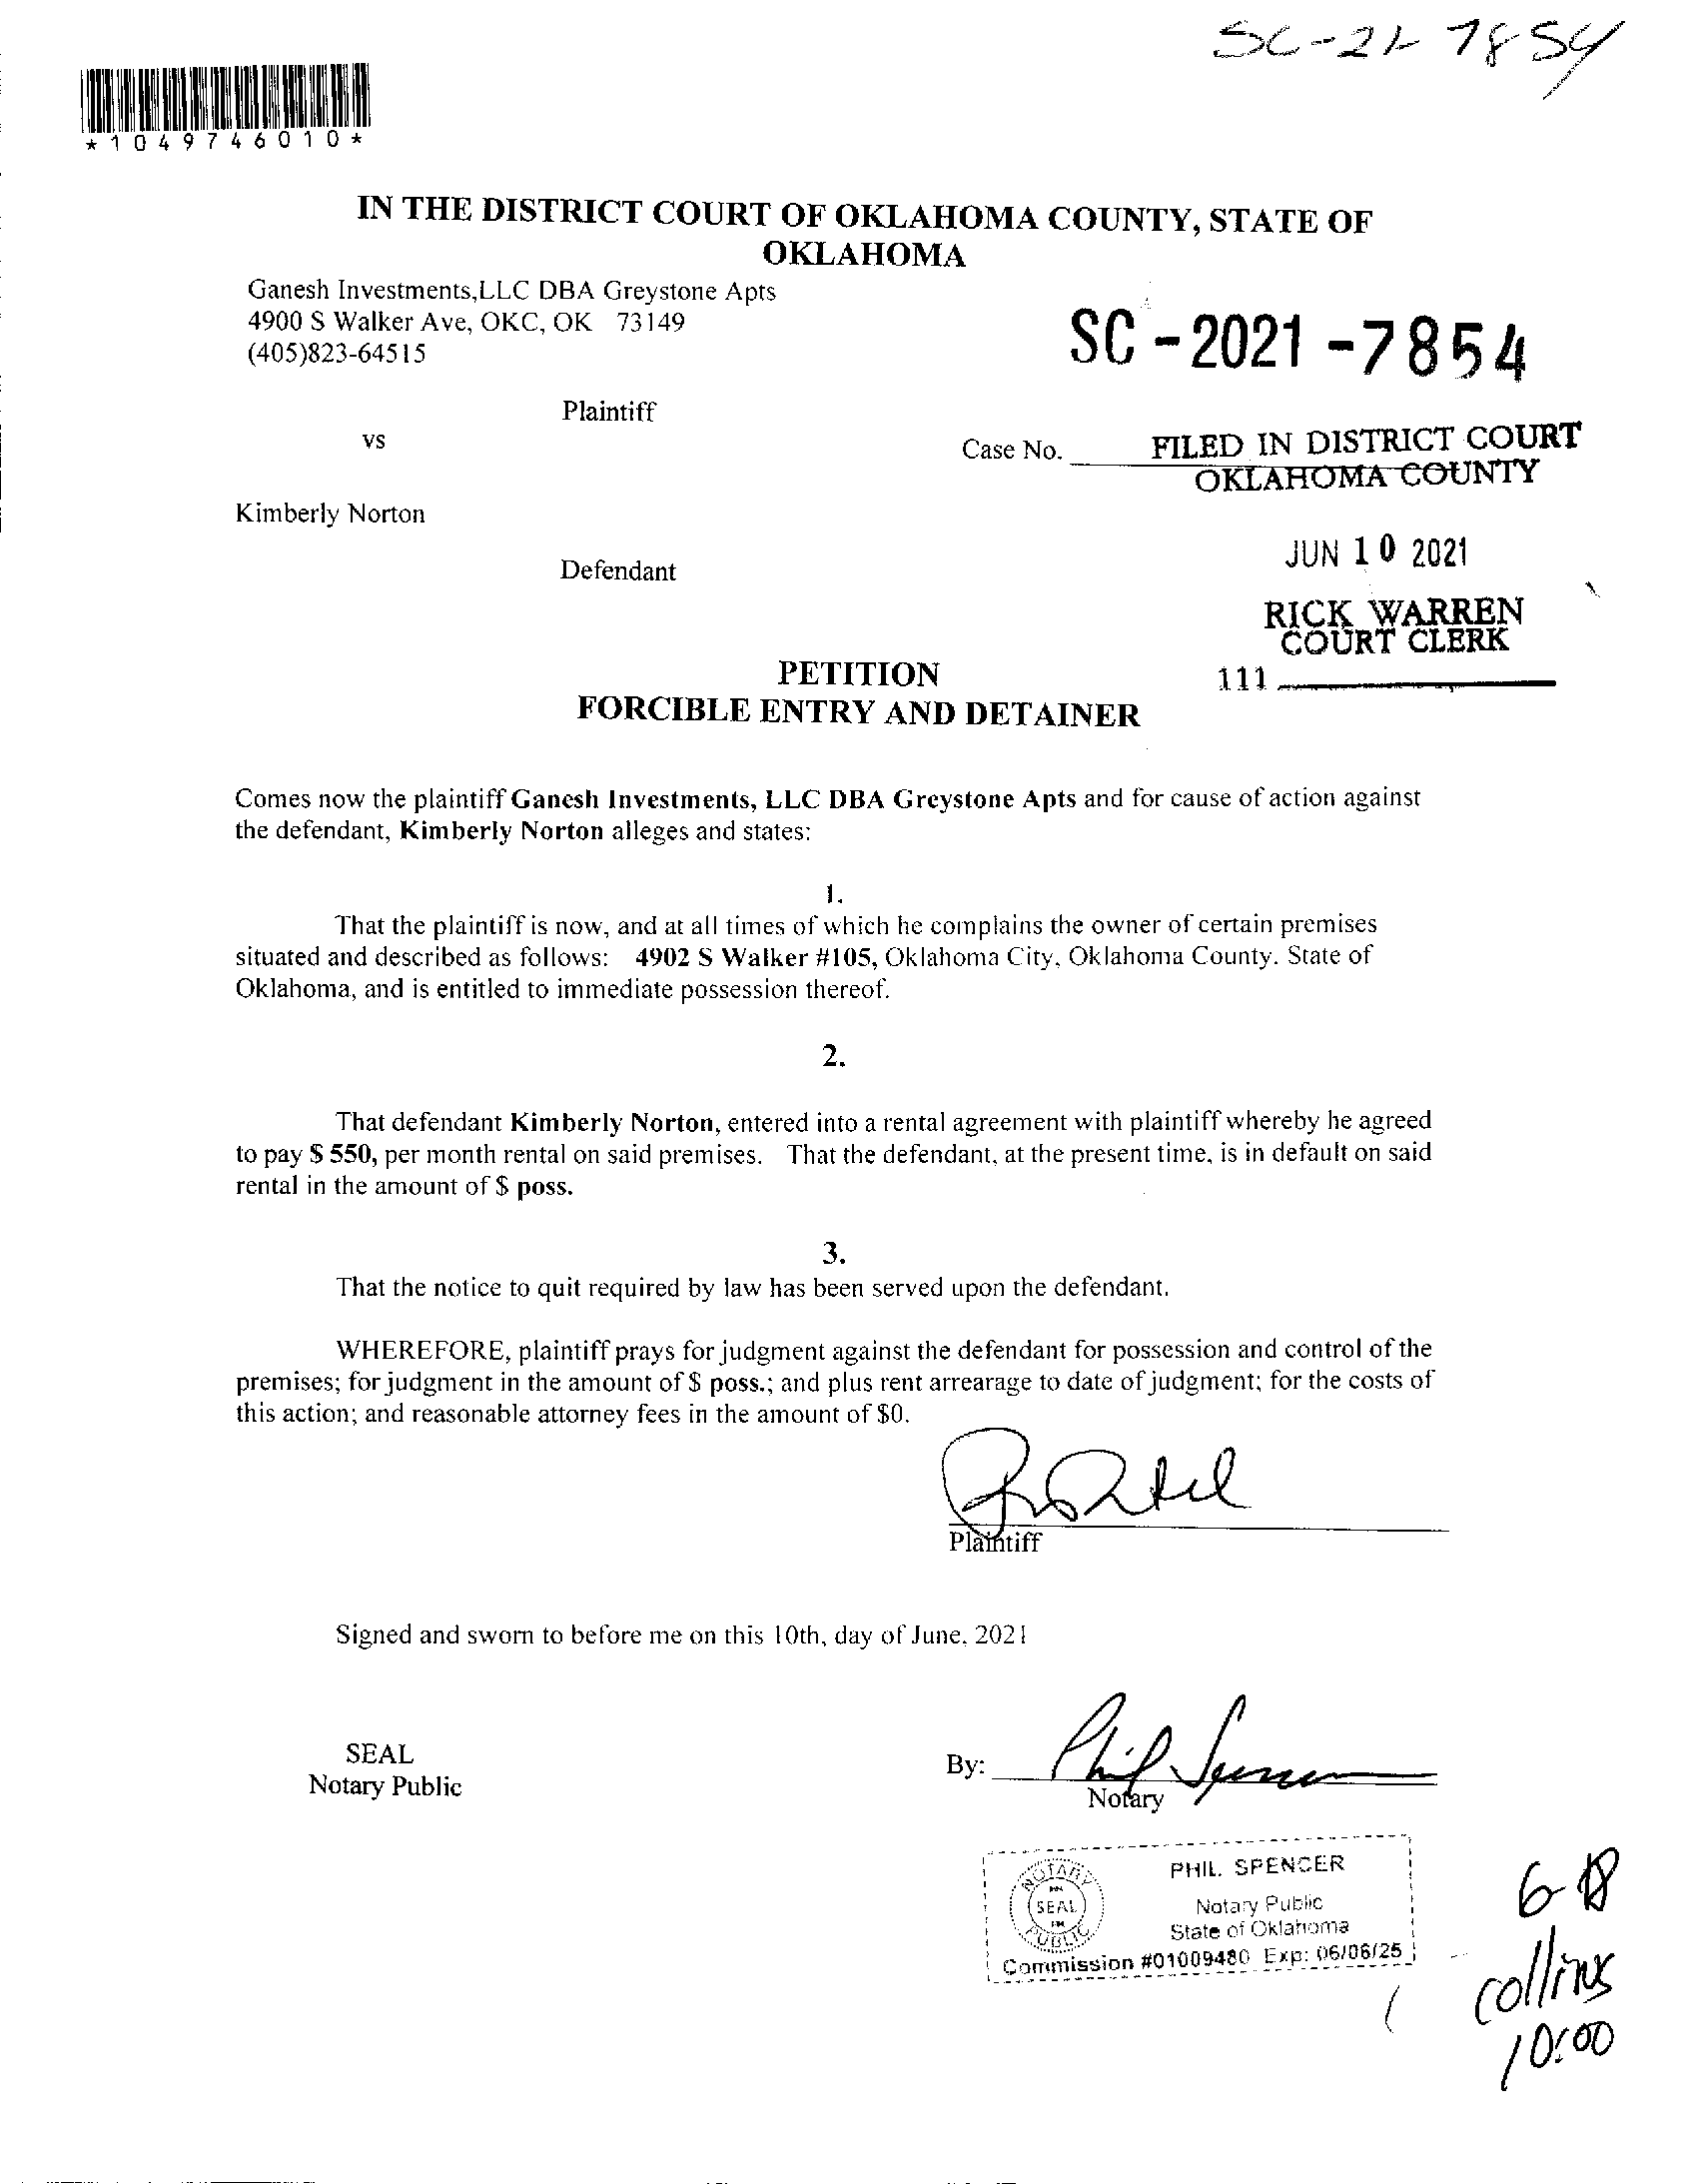 SC-21-7854
*1049746010*
IN THE DISTRICT COURT OF OKLAHOMA COUNTY, STATE OF
OKLAHOMA
Ganesh Investments,LLC DBA Greystone Apts
4900 S Walker Ave, OKC, OK 73149
(405)823-64515
SC-2021-7854
Plaintiff
vs
Case No.
FILED IN DISTRICT COURT
OKLAHOMA COUNTY
Kimberly Norton
JUN 10 2021
Defendant
RICK WARREN
COURT CLERK
111
PETITION
FORCIBLE ENTRY AND DETAINER
Comes now the plaintiff Ganesh Investments, LLC DBA Greystone Apts and for cause of action against
the defendant, Kimberly Norton alleges and states:
1.
That the plaintiff is now, and at all times of which he complains the owner of certain premises
situated and described as follows: 4902 S Walker #105, Oklahoma City, Oklahoma County. State of
Oklahoma, and is entitled to immediate possession thereof.
2.
That defendant Kimberly Norton, entered into a rental agreement with plaintiff whereby he agreed
to pay $ 550, per month rental on said premises. That the defendant, at the present time, is in default on said
rental in the amount of $ poss.
3.
That the notice to quit required by law has been served upon the defendant.
WHEREFORE, plaintiff prays for judgment against the defendant for possession and control of the
premises; for judgment in the amount of $ poss.; and plus rent arrearage to date of judgment; for the costs of
this action; and reasonable attorney fees in the amount of $0.
Plaintiff
Signed and sworn to before me on this 10th, day of June, 2021
SEAL
Notary Public
By: Phil Spencer
Notary
NOTARY
SEAL
PUBLIC
PHIL SPENCER
Notary Public
State of Oklahoma
Commission #01009480 Exp: 06/06/25
collins
10:00